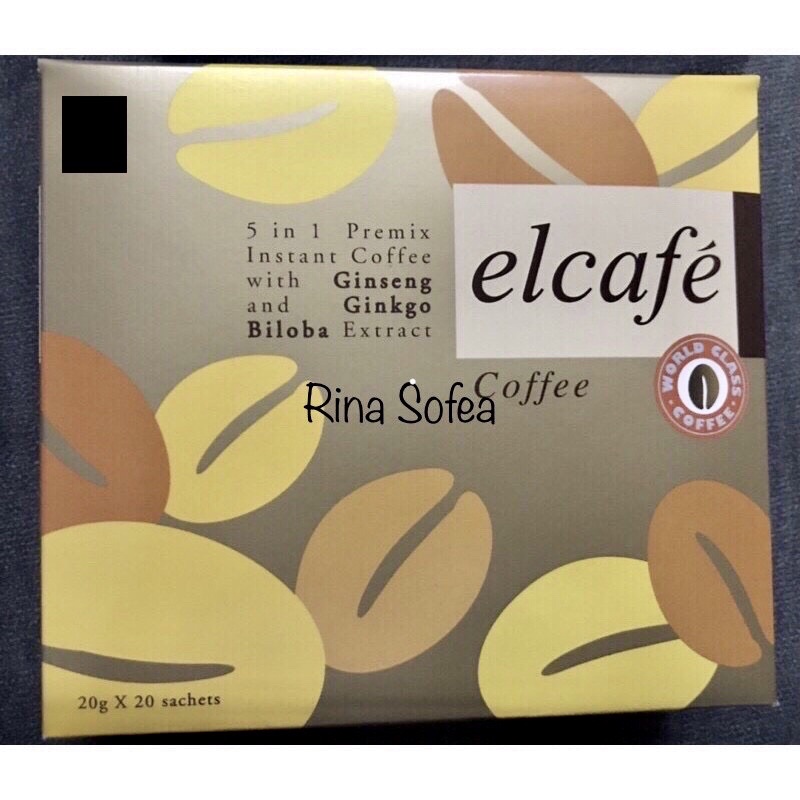 5 in 1 Premix
Instant Coffee
with Ginseng
and Ginkgo
Biloba Extract
elcafé
Coffee
WORLD CLASS
COFFEE
Rina Sofea
20g X 20 sachets